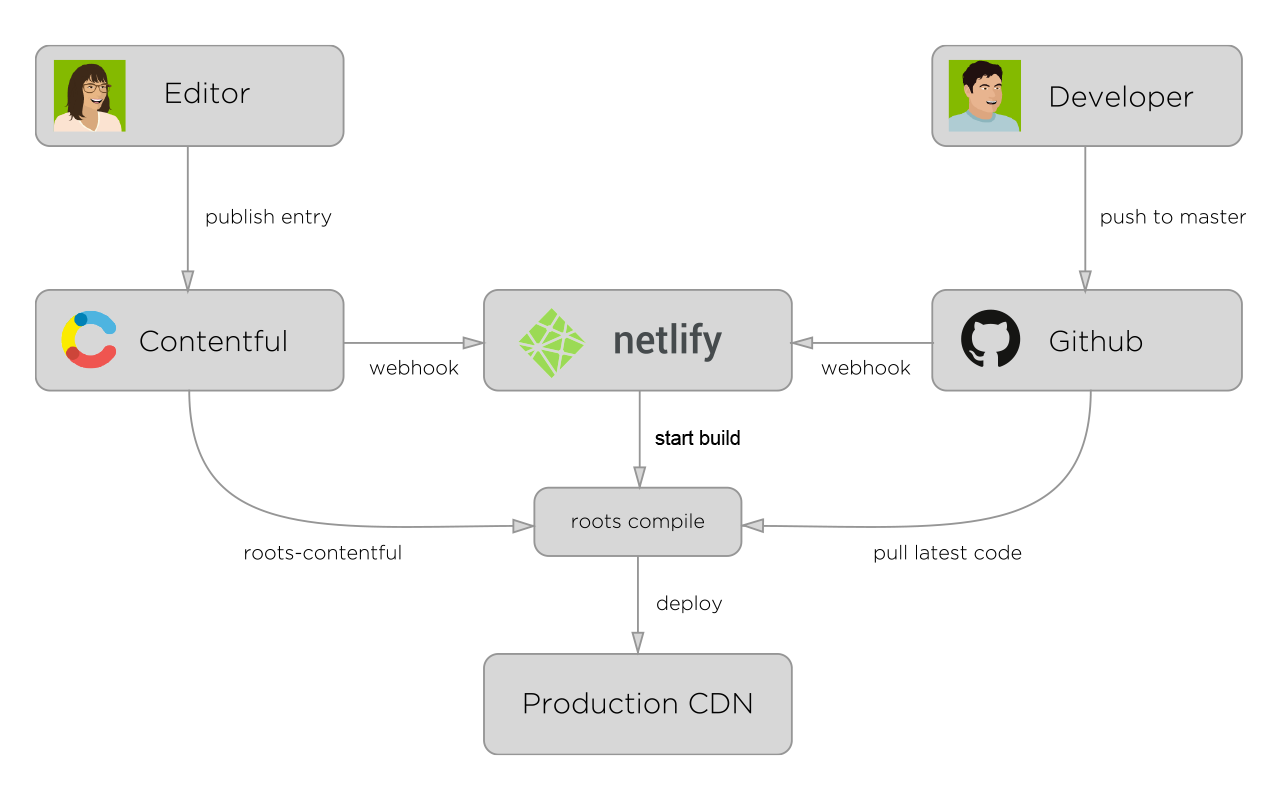 Editor
Developer
publish entry
push to master
Contentful
netlify
Github
webhook
webhook
start build
roots compile
roots-contentful
pull latest code
deploy
Production CDN